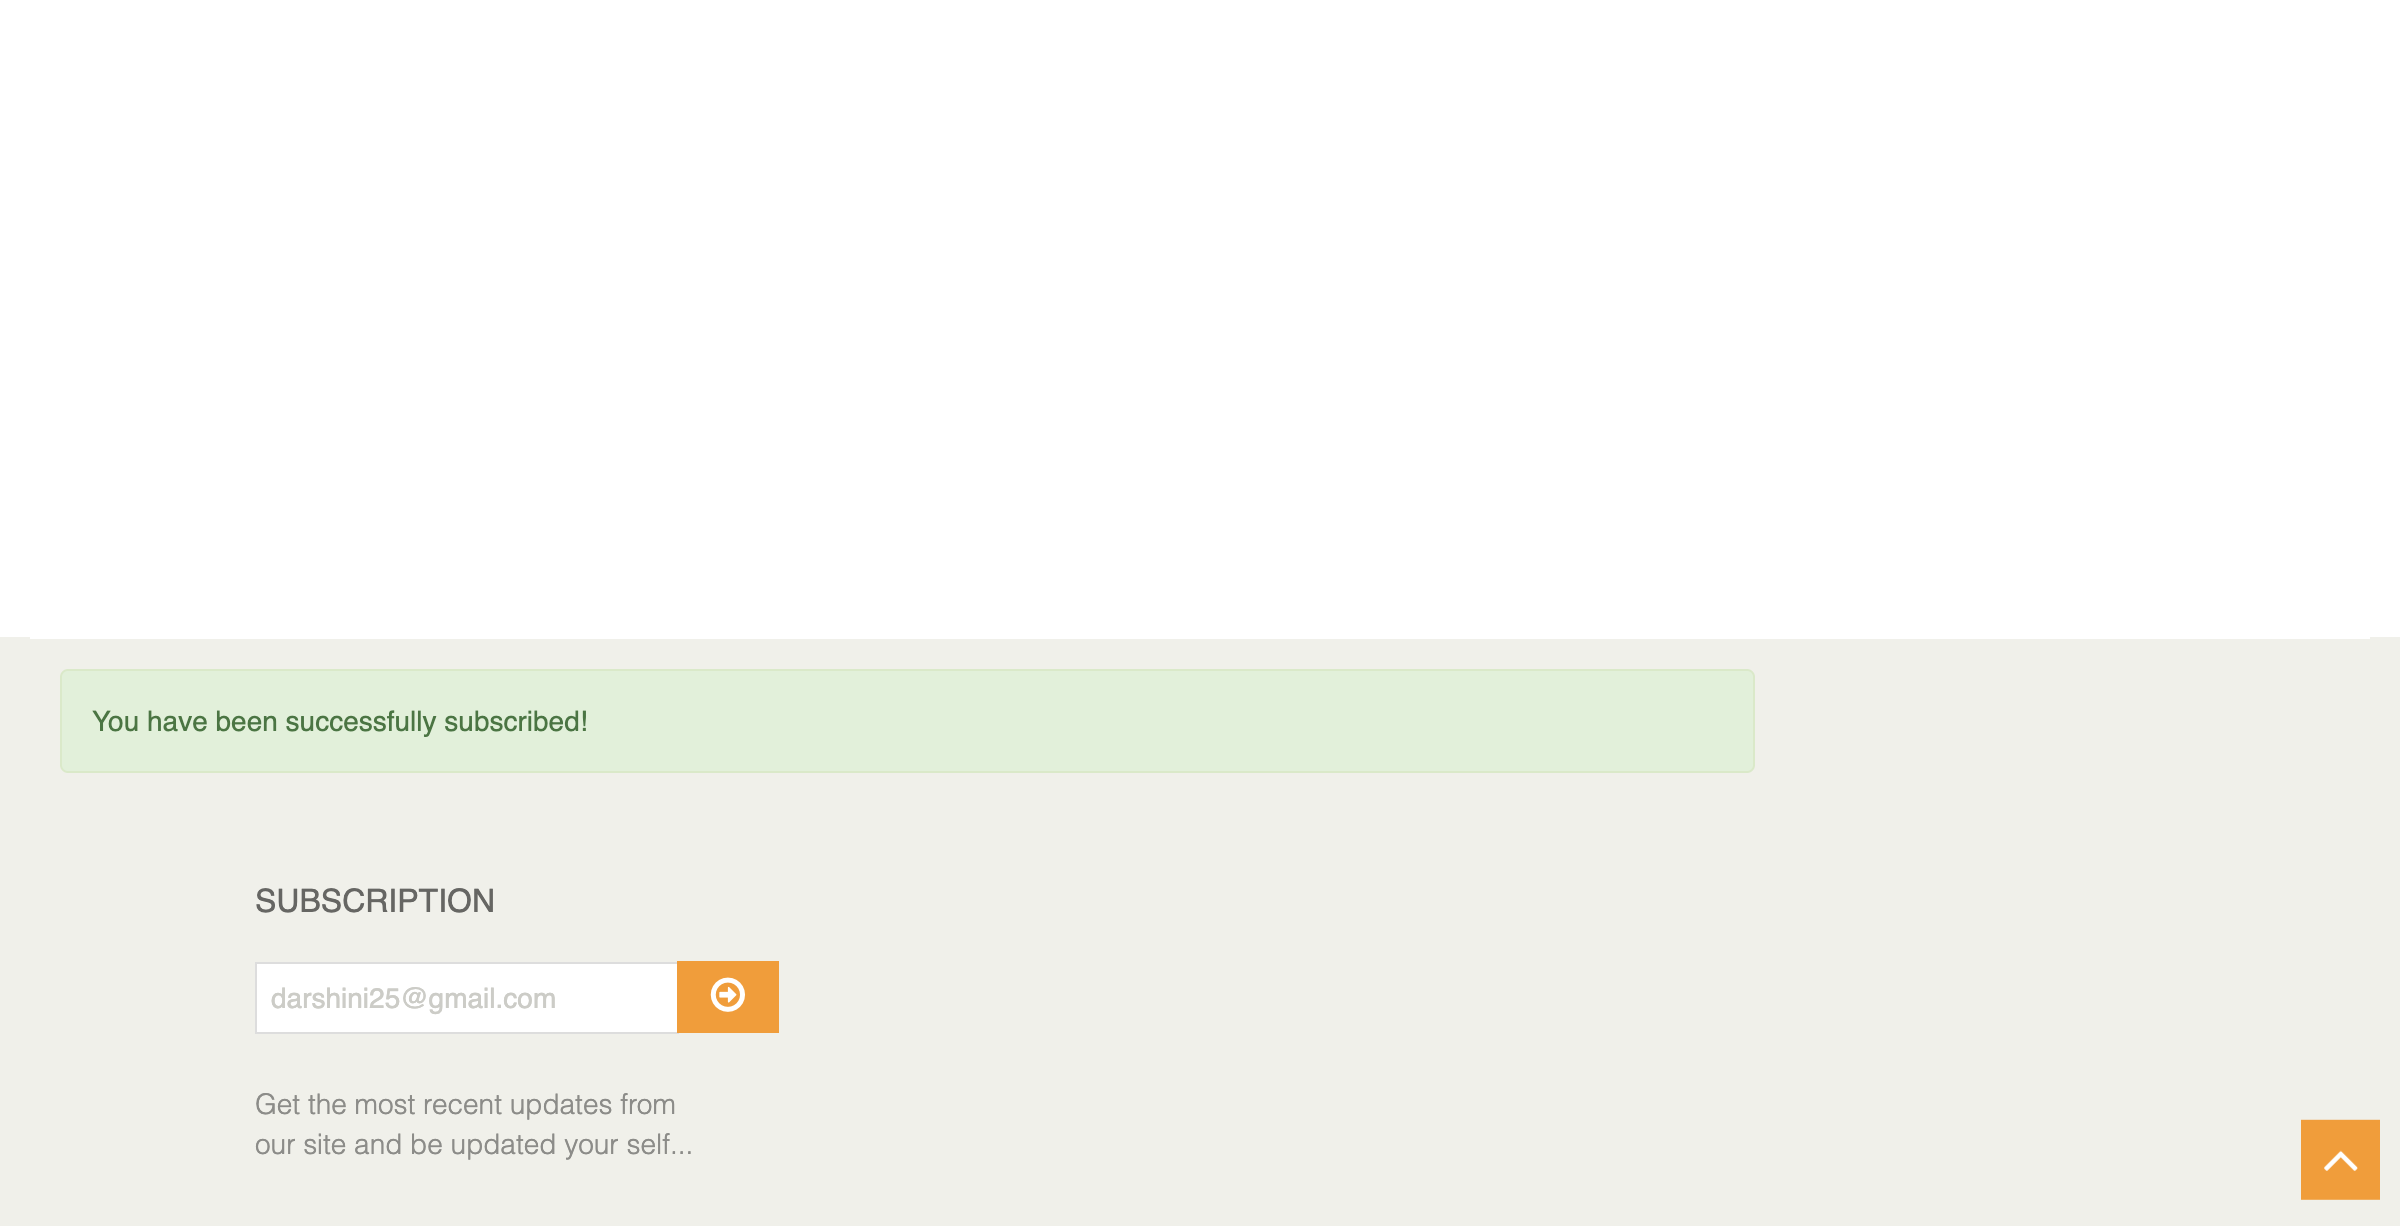 You have been successfully subscribed!
SUBSCRIPTION
darshini25@gmail.com
Get the most recent updates from
our site and be updated your self...